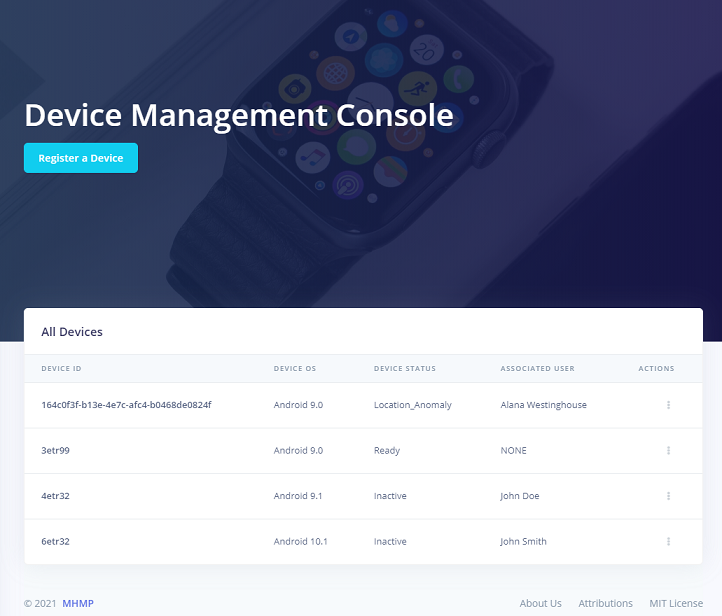 20
Device Management Console
Register a Device
All Devices
DEVICE ID DEVICE OS DEVICE STATUS ASSOCIATED USER ACTIONS
164c0f3f-b13e-4e7c-afc4-b0468de0824f Android 9.0 Location_Anomaly Alana Westinghouse
3etr99 Android 9.0 Ready NONE
4etr32 Android 9.1 Inactive John Doe
6etr32 Android 10.1 Inactive John Smith
© 2021 MHMP About Us Attributions MIT License